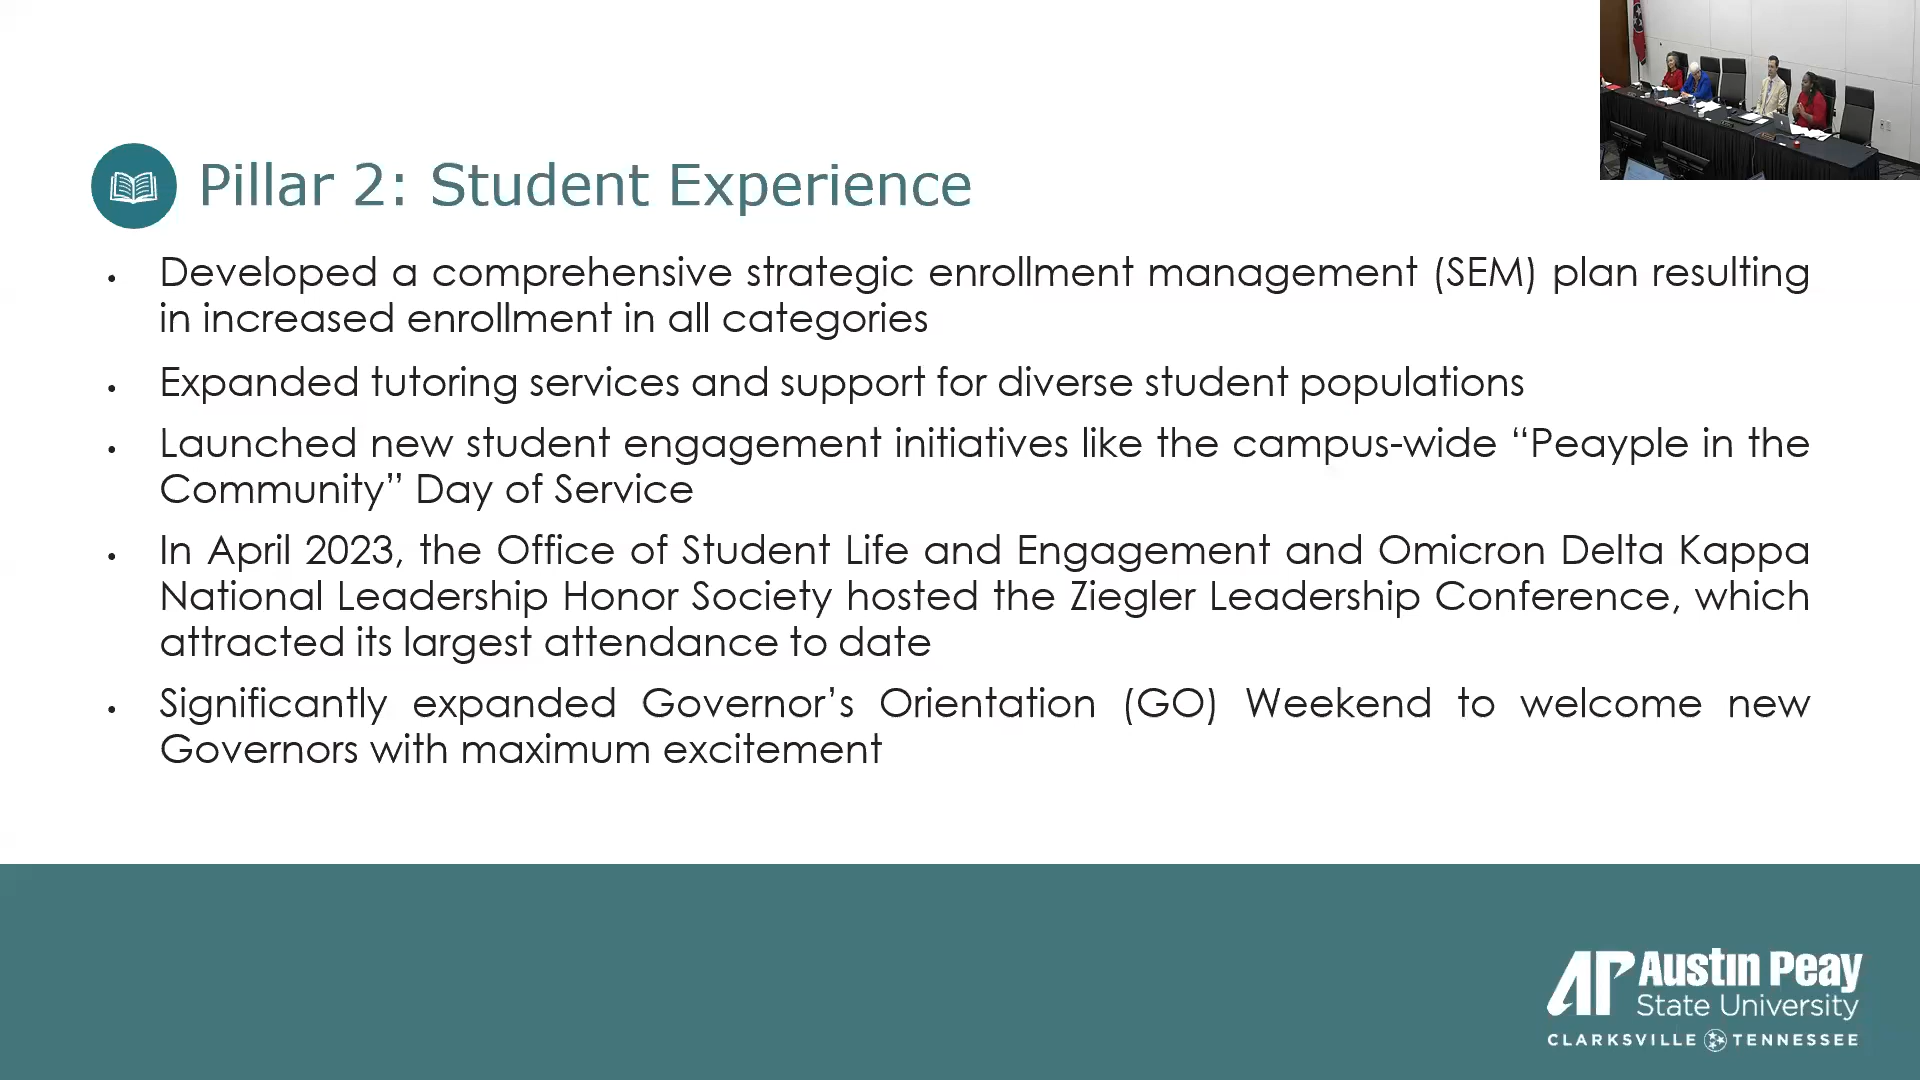 Pillar 2: Student Experience
• Developed a comprehensive strategic enrollment management (SEM) plan resulting
in increased enrollment in all categories
• Expanded tutoring services and support for diverse student populations
• Launched new student engagement initiatives like the campus-wide “Peayple in the
Community” Day of Service
• In April 2023, the Office of Student Life and Engagement and Omicron Delta Kappa
National Leadership Honor Society hosted the Ziegler Leadership Conference, which
attracted its largest attendance to date
• Significantly expanded Governor’s Orientation (GO) Weekend to welcome new
Governors with maximum excitement
AP Austin Peay
State University
CLARKSVILLE TENNESSEE